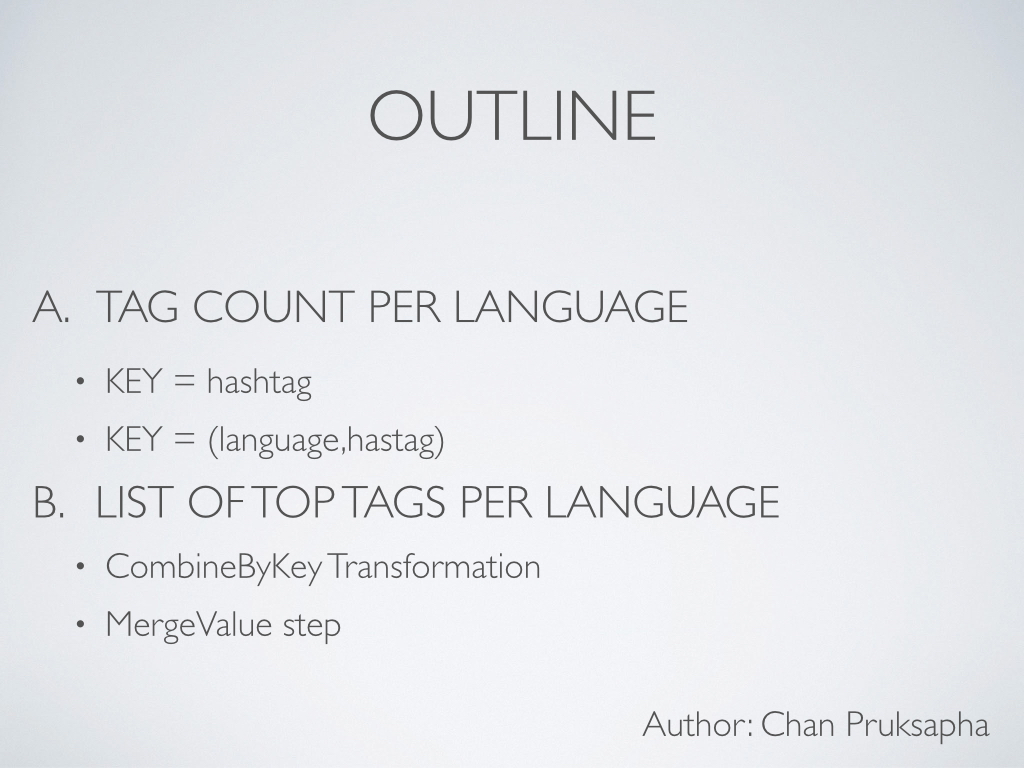 OUTLINE
A. TAG COUNT PER LANGUAGE
• KEY = hashtag
• KEY = (language,hastag)
B. LIST OF TOP TAGS PER LANGUAGE
• CombineByKey Transformation
• MergeValue step
Author: Chan Pruksapha